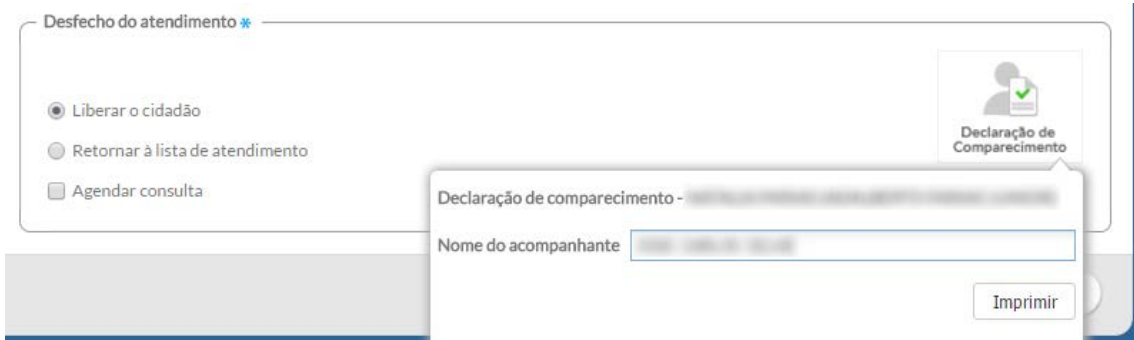 Desfecho do atendimento *
Liberar o cidadão
Retornar à lista de atendimento
Agendar consulta
Declaração de
Comparecimento
Declaração de comparecimento -
Nome do acompanhante
Imprimir